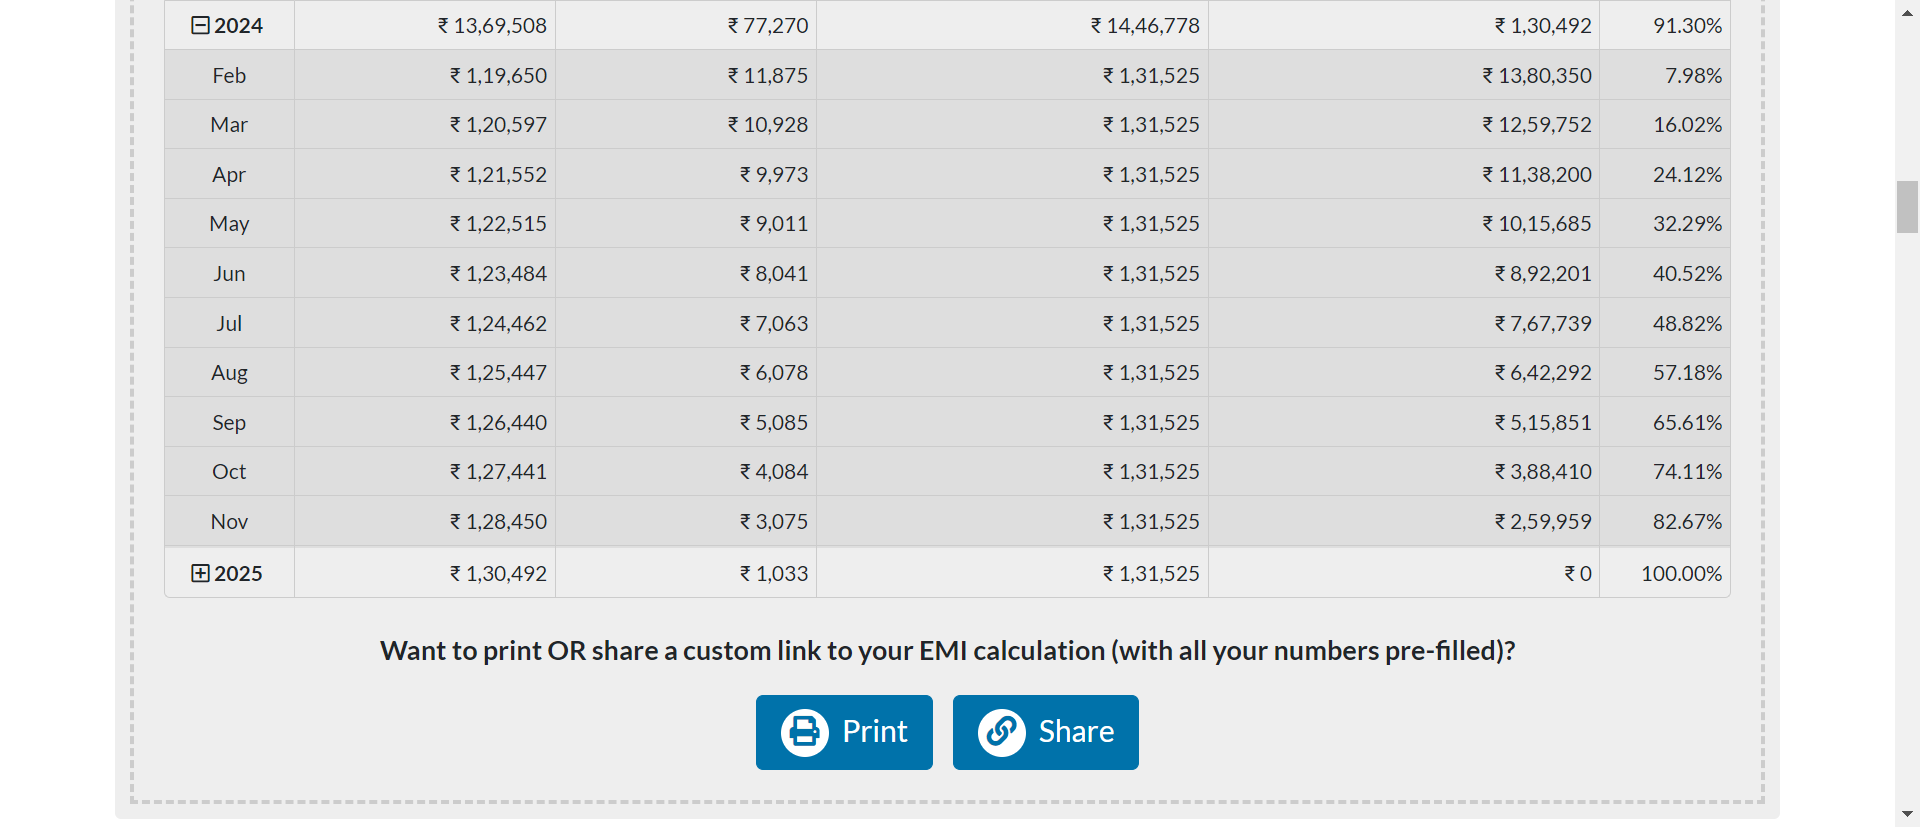 2024 ₹ 13,69,508 ₹ 77,270 ₹ 14,46,778 ₹ 1,30,492 91.30%
Feb ₹ 1,19,650 ₹ 11,875 ₹ 1,31,525 ₹ 13,80,350 7.98%
Mar ₹ 1,20,597 ₹ 10,928 ₹ 1,31,525 ₹ 12,59,752 16.02%
Apr ₹ 1,21,552 ₹ 9,973 ₹ 1,31,525 ₹ 11,38,200 24.12%
May ₹ 1,22,515 ₹ 9,011 ₹ 1,31,525 ₹ 10,15,685 32.29%
Jun ₹ 1,23,484 ₹ 8,041 ₹ 1,31,525 ₹ 8,92,201 40.52%
Jul ₹ 1,24,462 ₹ 7,063 ₹ 1,31,525 ₹ 7,67,739 48.82%
Aug ₹ 1,25,447 ₹ 6,078 ₹ 1,31,525 ₹ 6,42,292 57.18%
Sep ₹ 1,26,440 ₹ 5,085 ₹ 1,31,525 ₹ 5,15,851 65.61%
Oct ₹ 1,27,441 ₹ 4,084 ₹ 1,31,525 ₹ 3,88,410 74.11%
Nov ₹ 1,28,450 ₹ 3,075 ₹ 1,31,525 ₹ 2,59,959 82.67%
2025 ₹ 1,30,492 ₹ 1,033 ₹ 1,31,525 ₹ 0 100.00%
Want to print OR share a custom link to your EMI calculation (with all your numbers pre-filled)?
Print Share